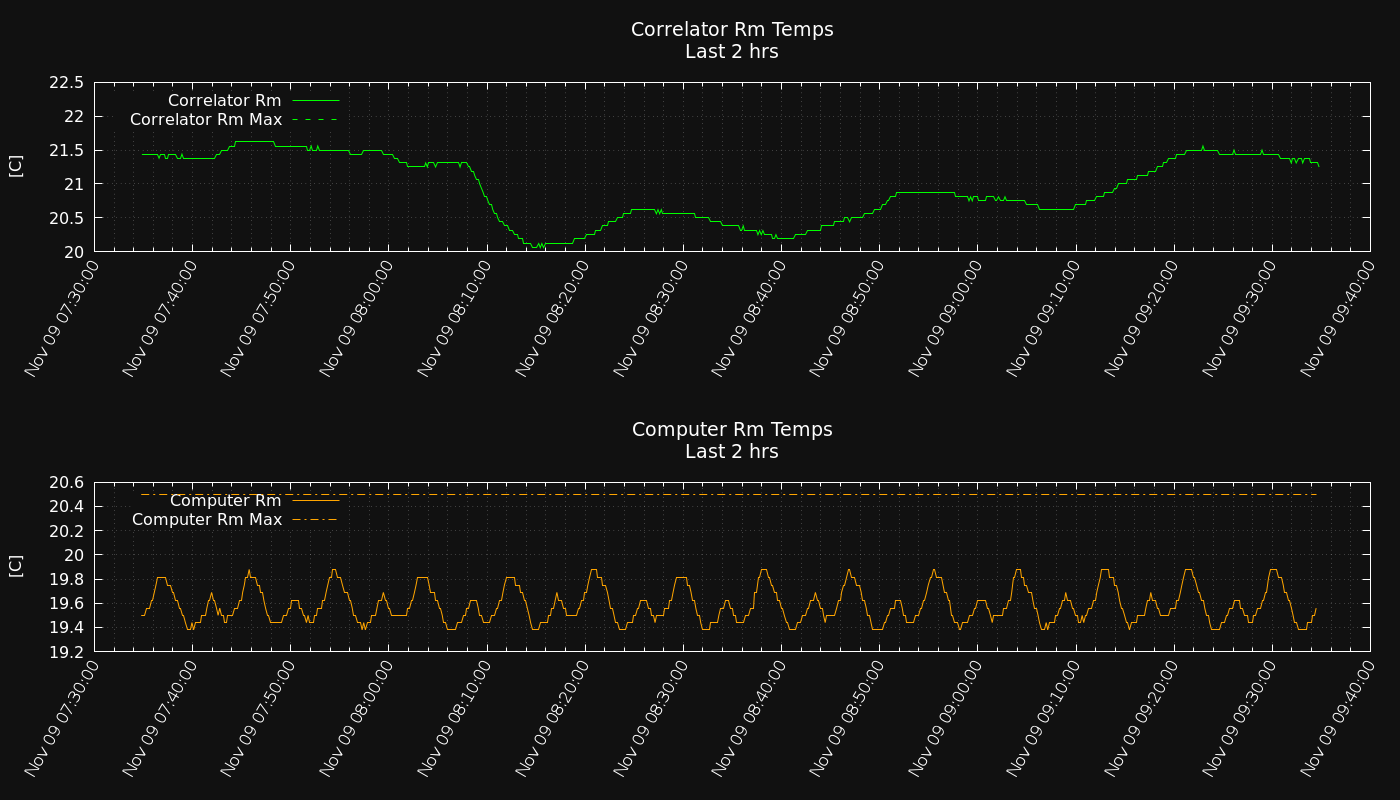 Correlator Rm Temps
Last 2 hrs
22.5
22
21.5
21
20.5
20
[C]
Correlator Rm
Correlator Rm Max
Nov 09 07:30:00
Nov 09 07:40:00
Nov 09 07:50:00
Nov 09 08:00:00
Nov 09 08:10:00
Nov 09 08:20:00
Nov 09 08:30:00
Nov 09 08:40:00
Nov 09 08:50:00
Nov 09 09:00:00
Nov 09 09:10:00
Nov 09 09:20:00
Nov 09 09:30:00
Nov 09 09:40:00
Computer Rm Temps
Last 2 hrs
20.6
20.4
20.2
20
19.8
19.6
19.4
19.2
[C]
Computer Rm
Computer Rm Max
Nov 09 07:30:00
Nov 09 07:40:00
Nov 09 07:50:00
Nov 09 08:00:00
Nov 09 08:10:00
Nov 09 08:20:00
Nov 09 08:30:00
Nov 09 08:40:00
Nov 09 08:50:00
Nov 09 09:00:00
Nov 09 09:10:00
Nov 09 09:20:00
Nov 09 09:30:00
Nov 09 09:40:00